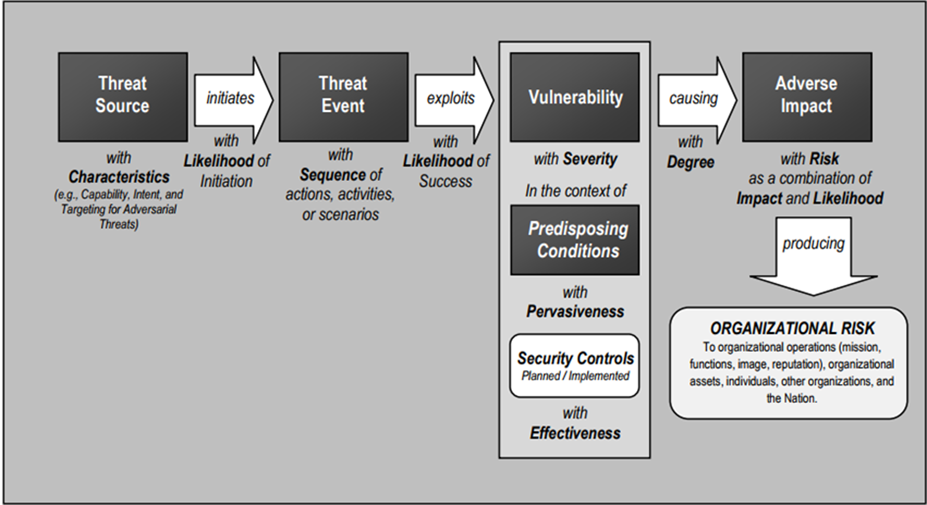 Threat
Source
initiates
Threat
Event
exploits
Vulnerability
causing
Adverse
Impact
with
Characteristics
(e.g., Capability, Intent, and
Targeting for Adversarial
Threats)
with
Likelihood of
Initiation
with
Sequence of
actions, activities,
or scenarios
with
Likelihood of
Success
with Severity
In the context of
Predisposing
Conditions
with
Pervasiveness
Security Controls
Planned / Implemented
with
Effectiveness
with
Degree
with Risk
as a combination of
Impact and Likelihood
producing
ORGANIZATIONAL RISK
To organizational operations (mission,
functions, image, reputation), organizational
assets, individuals, other organizations, and
the Nation.